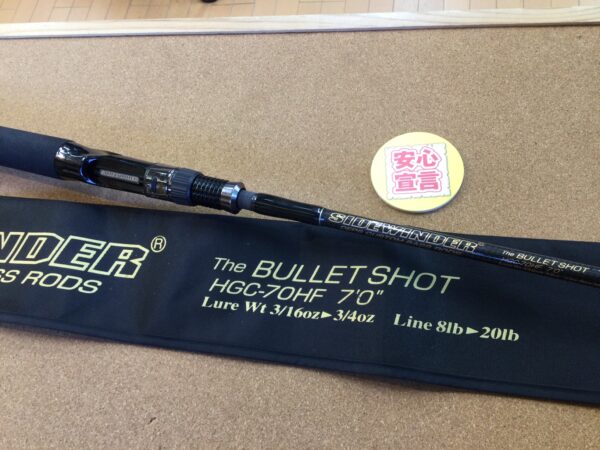 安心
宣言
SIDEWINDER®
The BULLET SHOT
NDER®
SS RODS
The BULLET SHOT
HGC-70HF 7'0"
Lure Wt 3/16oz►3/4oz Line 8lb►20lb